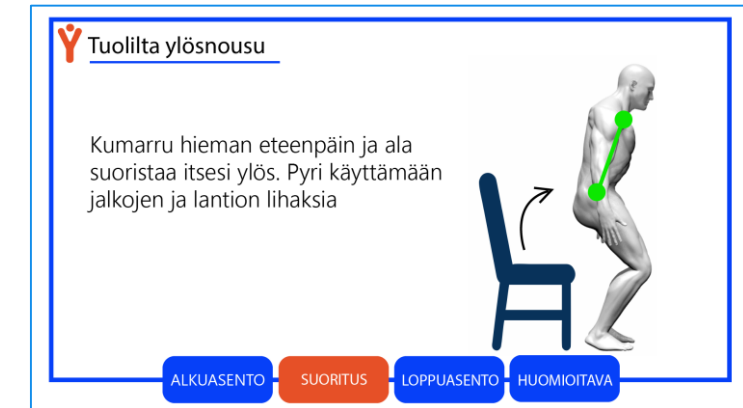 Tuolilta ylösnousu
Kumarru hieman eteenpäin ja ala
suoristaa itsesi ylös. Pyri käyttämään
jalkojen ja lantion lihaksia
ALKUASENTO
SUORITUS
LOPPUASENTO
HUOMIOITAVA